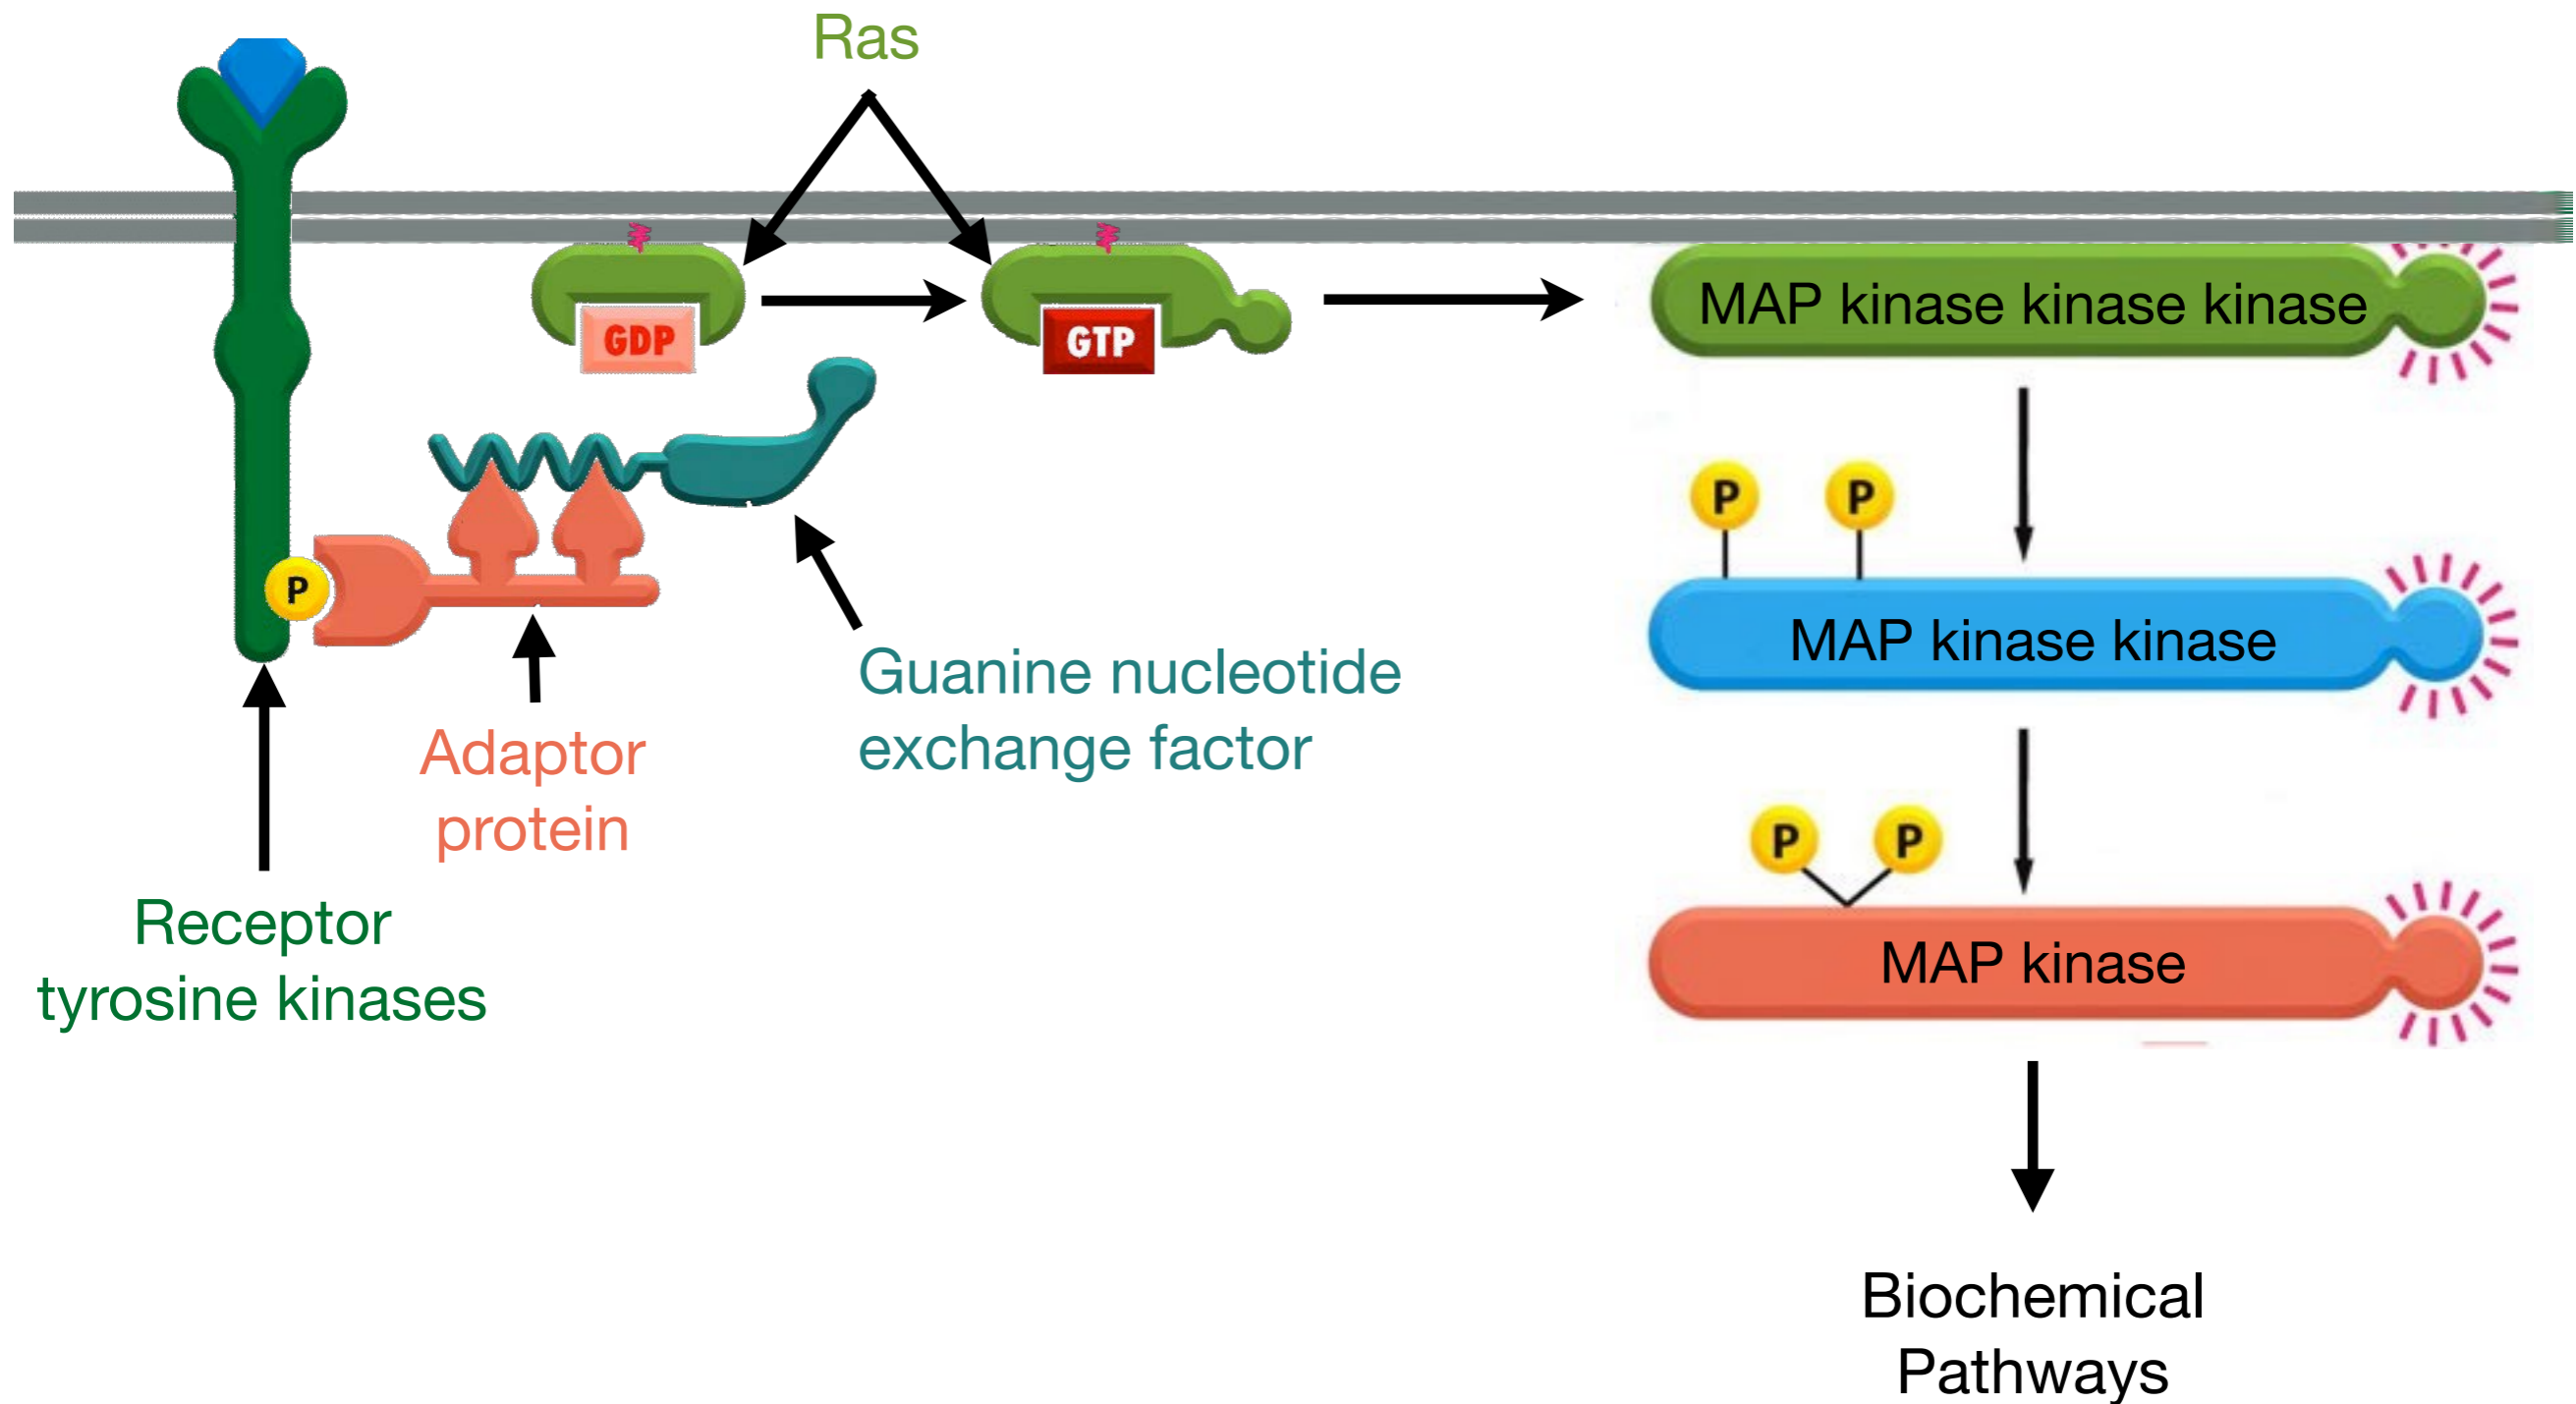 Ras
GDP
GTP
MAP kinase kinase kinase
P
P
MAP kinase kinase
P
Guanine nucleotide
exchange factor
Adaptor
protein
P
P
MAP kinase
Receptor
tyrosine kinases
Biochemical
Pathways